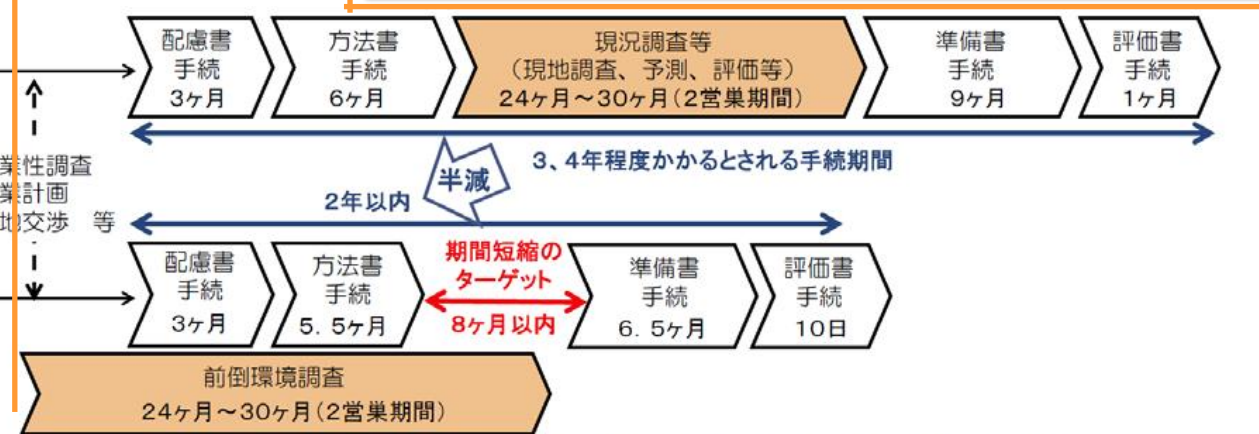 配慮書
手続
3ヶ月
方法書
手続
6ヶ月
現況調査等
(現地調査、予測、評価等)
24ヶ月～30ヶ月(2営巣期間)
準備書
手続
9ヶ月
評価書
手続
1ヶ月
3、4年程度かかるとされる手続期間
半減
業性調査
業計画
地交渉 等
2年以内
配慮書
手続
3ヶ月
方法書
手続
5.5ヶ月
期間短縮の
ターゲット
8ヶ月以内
準備書
手続
6.5ヶ月
評価書
手続
10日
前倒環境調査
24ヶ月～30ヶ月(2営巣期間)